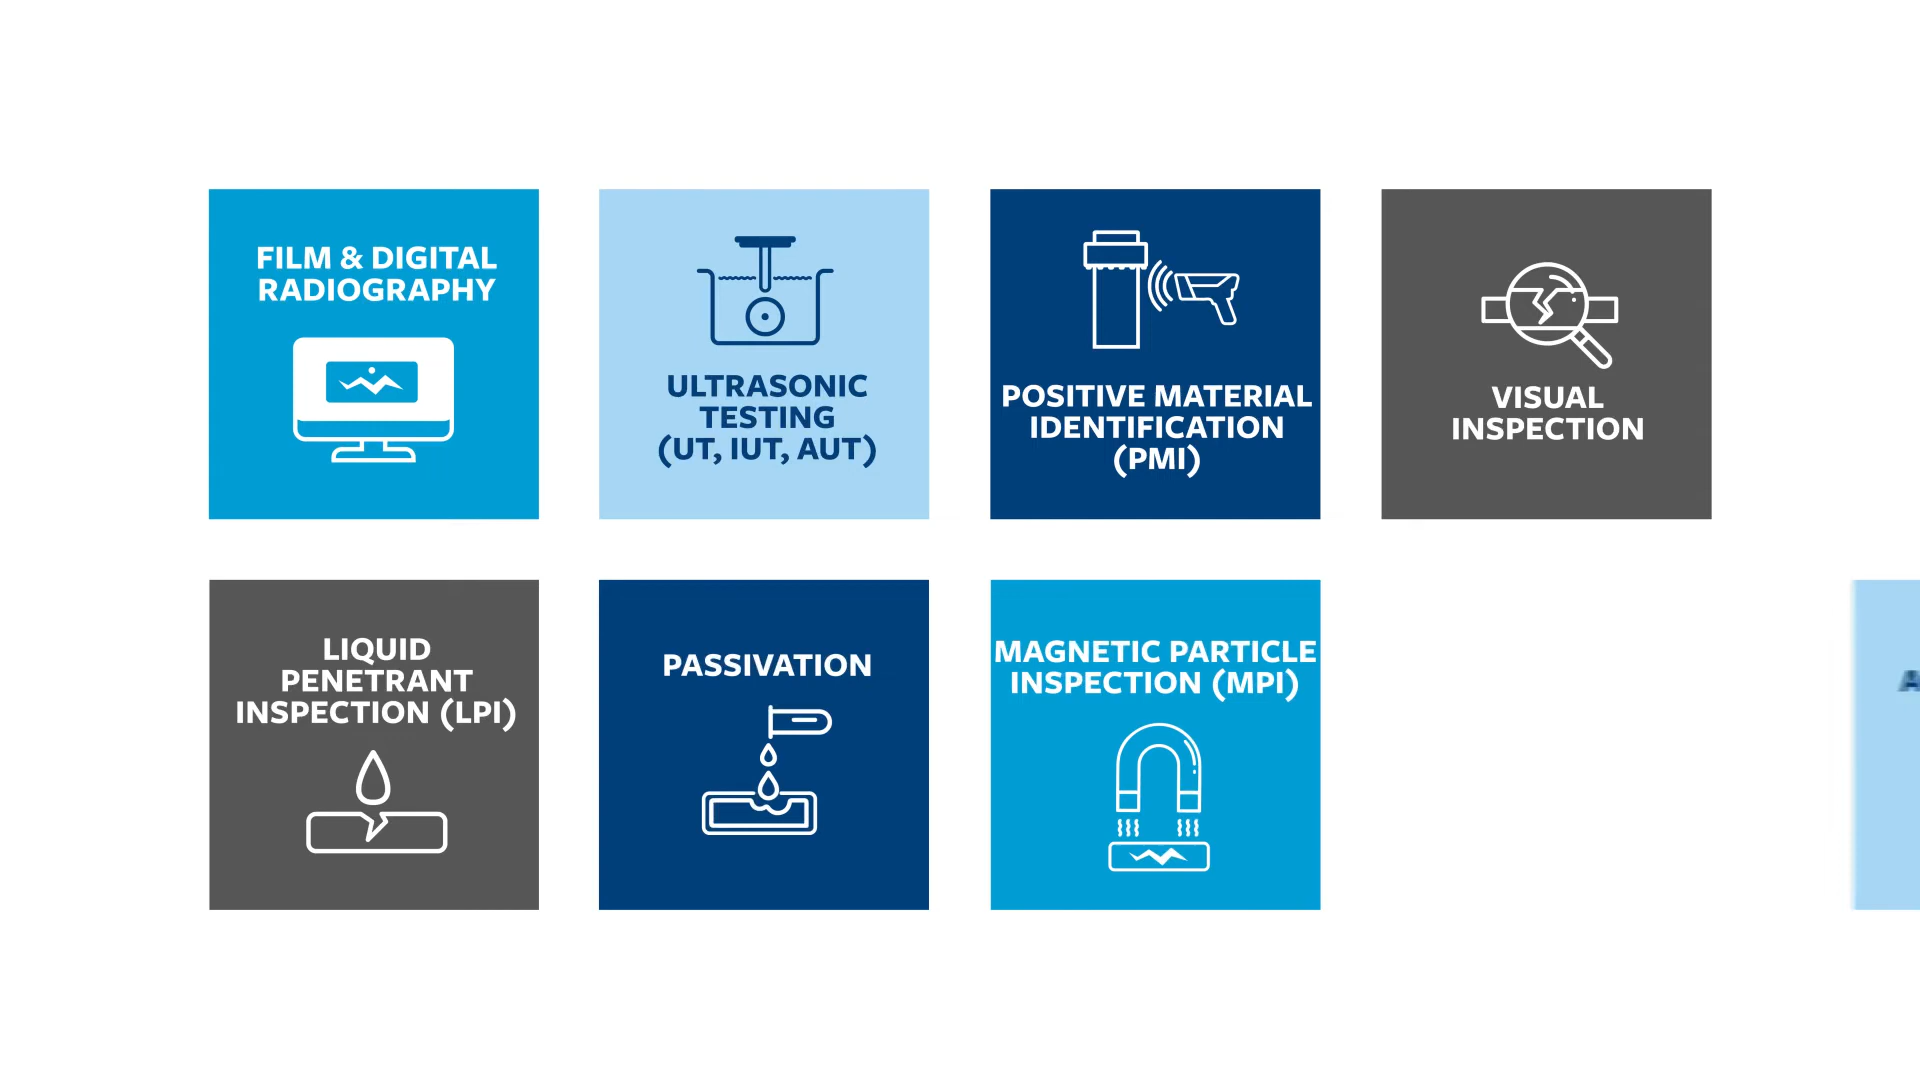 FILM & DIGITAL
RADIOGRAPHY
ULTRASONIC
TESTING
(UT, IUT, AUT)
POSITIVE MATERIAL
IDENTIFICATION
(PMI)
VISUAL
INSPECTION
LIQUID
PENETRANT
INSPECTION (LPI)
PASSIVATION
MAGNETIC PARTICLE
INSPECTION (MPI)